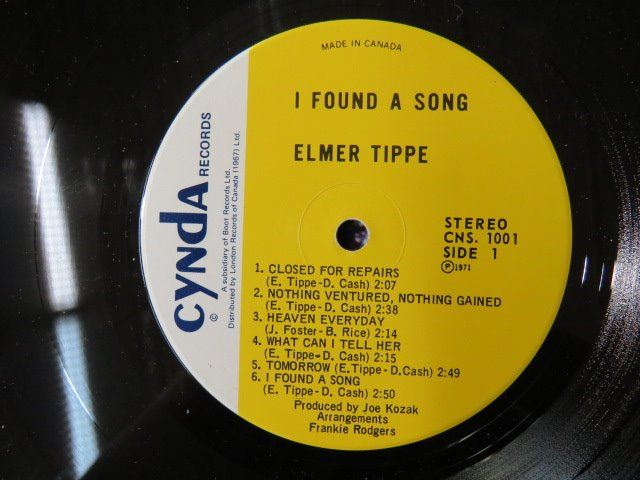 MADE IN CANADA
I FOUND A SONG
ELMER TIPPE
STEREO
CNS. 1001
SIDE 1
Ⓟ1971
1. CLOSED FOR REPAIRS
(E. Tippe-D. Cash) 2:07
2. NOTHING VENTURED, NOTHING GAINED
(E. Tippe-D. Cash) 2:38
3. HEAVEN EVERYDAY
(J. Foster-B. Rice) 2:14
4. WHAT CAN I TELL HER
(E. Tippe-D. Cash) 2:15
5. TOMORROW (E. Tippe-D.Cash) 2:49
6. I FOUND A SONG
(E. Tippe-D. Cash) 2:50
Produced by Joe Kozak
Arrangements
Frankie Rodgers
CYNDA RECORDS
©
A subsidiary of Boot Records Ltd.
Distributed by London Records of Canada (1967) Ltd.